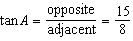 tan A = opposite/adjacent = 15/8